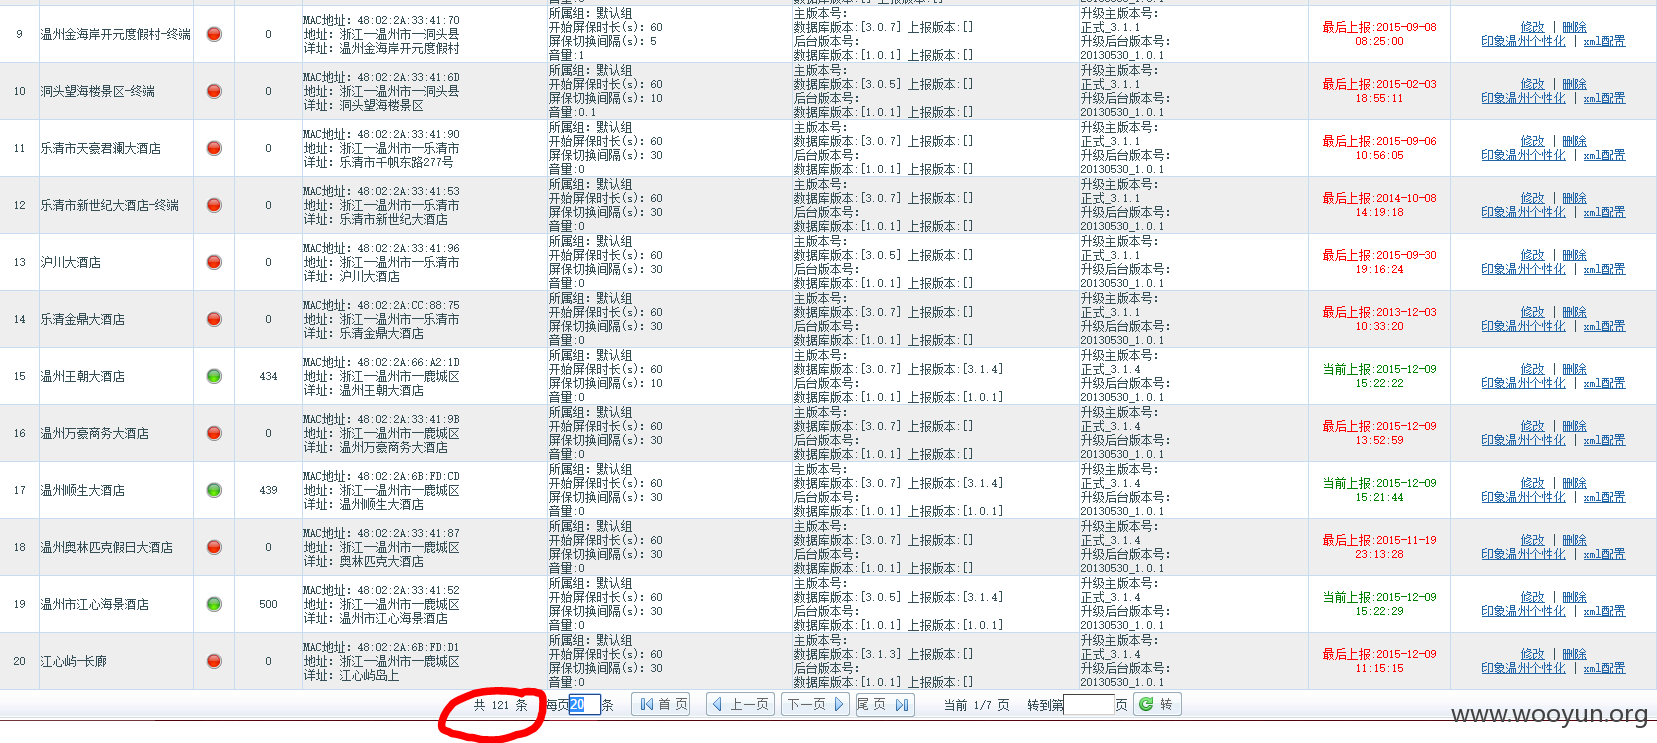 9 温州金海岸开元度假村-终端 0
MAC地址: 48:02:2A:33:41:70
地址: 浙江—温州市—洞头县
详址: 温州金海岸开元度假村
所属组: 默认组
开始屏保时长(s): 60
屏保切换间隔(s): 5
音量:1
主版本号:
数据库版本:[3.0.7] 上报版本:[]
后台版本号:
数据库版本:[1.0.1] 上报版本:[]
升级主版本号:
正式_3.1.1
升级后台版本号:
20130530_1.0.1
最后上报:2015-09-08
08:25:00
修改 | 删除
印象温州个性化 | xml配置
10 洞头望海楼景区-终端 0
MAC地址: 48:02:2A:33:41:6D
地址: 浙江—温州市—洞头县
详址: 洞头望海楼景区
所属组: 默认组
开始屏保时长(s): 60
屏保切换间隔(s): 10
音量:0.1
主版本号:
数据库版本:[3.0.5] 上报版本:[]
后台版本号:
数据库版本:[1.0.1] 上报版本:[]
升级主版本号:
正式_3.1.1
升级后台版本号:
20130530_1.0.1
最后上报:2015-02-03
18:55:11
修改 | 删除
印象温州个性化 | xml配置
11 乐清市天豪君澜大酒店 0
MAC地址: 48:02:2A:33:41:90
地址: 浙江—温州市—乐清市
详址: 乐清市千帆东路277号
所属组: 默认组
开始屏保时长(s): 60
屏保切换间隔(s): 30
音量:0
主版本号:
数据库版本:[3.0.7] 上报版本:[]
后台版本号:
数据库版本:[1.0.1] 上报版本:[]
升级主版本号:
正式_3.1.1
升级后台版本号:
20130530_1.0.1
最后上报:2015-09-06
10:56:05
修改 | 删除
印象温州个性化 | xml配置
12 乐清市新世纪大酒店-终端 0
MAC地址: 48:02:2A:33:41:53
地址: 浙江—温州市—乐清市
详址: 乐清市新世纪大酒店
所属组: 默认组
开始屏保时长(s): 60
屏保切换间隔(s): 30
音量:0
主版本号:
数据库版本:[3.0.7] 上报版本:[]
后台版本号:
数据库版本:[1.0.1] 上报版本:[]
升级主版本号:
正式_3.1.1
升级后台版本号:
20130530_1.0.1
最后上报:2014-10-08
14:19:18
修改 | 删除
印象温州个性化 | xml配置
13 沪川大酒店 0
MAC地址: 48:02:2A:33:41:96
地址: 浙江—温州市—乐清市
详址: 沪川大酒店
所属组: 默认组
开始屏保时长(s): 60
屏保切换间隔(s): 30
音量:0
主版本号:
数据库版本:[3.0.5] 上报版本:[]
后台版本号:
数据库版本:[1.0.1] 上报版本:[]
升级主版本号:
正式_3.1.1
升级后台版本号:
20130530_1.0.1
最后上报:2015-09-30
19:16:24
修改 | 删除
印象温州个性化 | xml配置
14 乐清金鼎大酒店 0
MAC地址: 48:02:2A:CC:88:75
地址: 浙江—温州市—乐清市
详址: 乐清金鼎大酒店
所属组: 默认组
开始屏保时长(s): 60
屏保切换间隔(s): 30
音量:0
主版本号:
数据库版本:[3.0.7] 上报版本:[]
后台版本号:
数据库版本:[1.0.1] 上报版本:[]
升级主版本号:
正式_3.1.1
升级后台版本号:
20130530_1.0.1
最后上报:2013-12-03
10:33:20
修改 | 删除
印象温州个性化 | xml配置
15 温州王朝大酒店 434
MAC地址: 48:02:2A:66:A2:1D
地址: 浙江—温州市—鹿城区
详址: 温州王朝大酒店
所属组: 默认组
开始屏保时长(s): 60
屏保切换间隔(s): 10
音量:0
主版本号:
数据库版本:[3.0.7] 上报版本:[3.1.4]
后台版本号:
数据库版本:[1.0.1] 上报版本:[1.0.1]
升级主版本号:
正式_3.1.4
升级后台版本号:
20130530_1.0.1
当前上报:2015-12-09
15:22:22
修改 | 删除
印象温州个性化 | xml配置
16 温州万豪商务大酒店 0
MAC地址: 48:02:2A:33:41:9B
地址: 浙江—温州市—鹿城区
详址: 温州万豪商务大酒店
所属组: 默认组
开始屏保时长(s): 60
屏保切换间隔(s): 30
音量:0
主版本号:
数据库版本:[3.0.7] 上报版本:[]
后台版本号:
数据库版本:[1.0.1] 上报版本:[]
升级主版本号:
正式_3.1.4
升级后台版本号:
20130530_1.0.1
最后上报:2015-12-09
13:52:59
修改 | 删除
印象温州个性化 | xml配置
17 温州顺生大酒店 439
MAC地址: 48:02:2A:6B:FD:CD
地址: 浙江—温州市—鹿城区
详址: 温州顺生大酒店
所属组: 默认组
开始屏保时长(s): 60
屏保切换间隔(s): 30
音量:0
主版本号:
数据库版本:[3.0.7] 上报版本:[3.1.4]
后台版本号:
数据库版本:[1.0.1] 上报版本:[1.0.1]
升级主版本号:
正式_3.1.4
升级后台版本号:
20130530_1.0.1
当前上报:2015-12-09
15:21:44
修改 | 删除
印象温州个性化 | xml配置
18 温州奥林匹克假日大酒店 0
MAC地址: 48:02:2A:33:41:87
地址: 浙江—温州市—鹿城区
详址: 奥林匹克大酒店
所属组: 默认组
开始屏保时长(s): 60
屏保切换间隔(s): 30
音量:0
主版本号:
数据库版本:[3.0.7] 上报版本:[]
后台版本号:
数据库版本:[1.0.1] 上报版本:[]
升级主版本号:
正式_3.1.4
升级后台版本号:
20130530_1.0.1
最后上报:2015-11-19
23:13:28
修改 | 删除
印象温州个性化 | xml配置
19 温州市江心海景酒店 500
MAC地址: 48:02:2A:33:41:52
地址: 浙江—温州市—鹿城区
详址: 温州市江心海景酒店
所属组: 默认组
开始屏保时长(s): 60
屏保切换间隔(s): 30
音量:0
主版本号:
数据库版本:[3.0.5] 上报版本:[3.1.4]
后台版本号:
数据库版本:[1.0.1] 上报版本:[1.0.1]
升级主版本号:
正式_3.1.4
升级后台版本号:
20130530_1.0.1
当前上报:2015-12-09
15:22:29
修改 | 删除
印象温州个性化 | xml配置
20 江心屿-长廊 0
MAC地址: 48:02:2A:6B:FD:D1
地址: 浙江—温州市—鹿城区
详址: 江心屿岛上
所属组: 默认组
开始屏保时长(s): 60
屏保切换间隔(s): 30
音量:0
主版本号:
数据库版本:[3.1.3] 上报版本:[]
后台版本号:
数据库版本:[1.0.1] 上报版本:[]
升级主版本号:
正式_3.1.4
升级后台版本号:
20130530_1.0.1
最后上报:2015-12-09
11:15:15
修改 | 删除
印象温州个性化 | xml配置
共 121 条 每页20条 首页 上一页 下一页 尾页 当前 1/7 页 转到第 页 转
www.wooyun.org